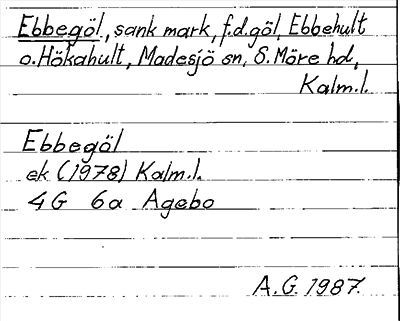 Ebbegöl, sank mark, f.d.göl, Ebbehult
o.Hökahult, Madesjö sn, S.Möre hd,
Kalm.l.
Ebbegöl
ek (1978) Kalm.l.
4G 6a Agebo
A.G. 1987